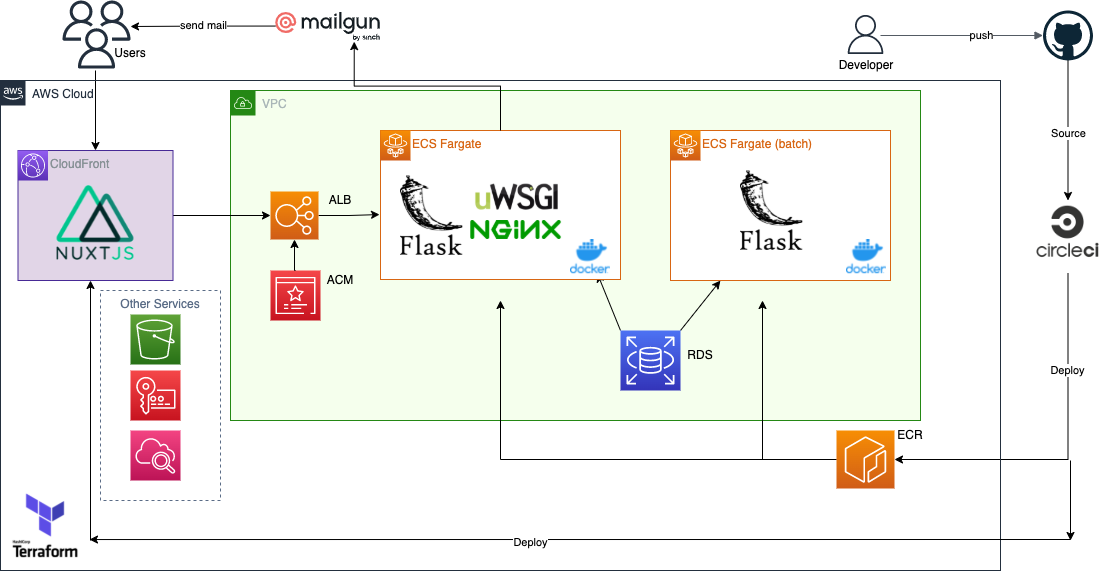 Users
send mail
mailgun
by sinch
Developer
push
aws
AWS Cloud
VPC
Source
CloudFront
NUXTJS
ALB
ACM
ECS Fargate
Flask
uWSGI
NGINX
docker
ECS Fargate (batch)
Flask
docker
circleci
Other Services
RDS
Deploy
ECR
HashiCorp
Terraform
Deploy